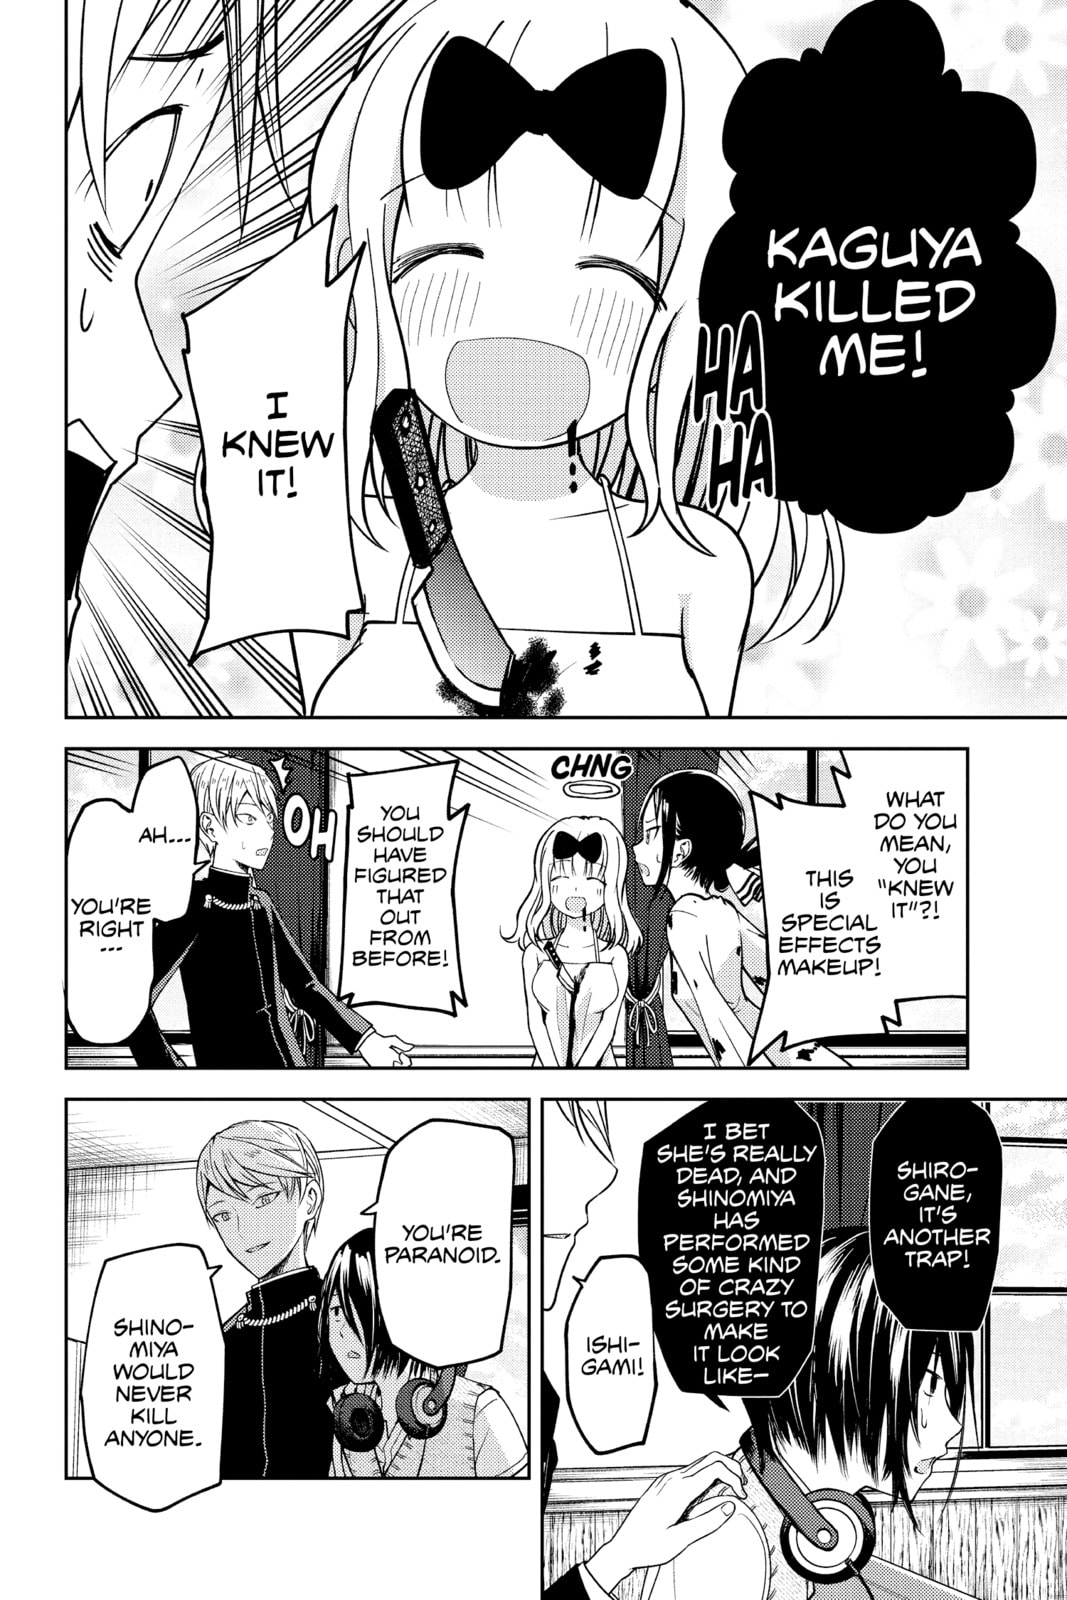 KAGUYA
KILLED
ME!
HA
HA
I
KNEW
IT!
WHAT
DO YOU
MEAN,
YOU
"KNEW
IT"?!
THIS
IS
SPECIAL
EFFECTS
MAKEUP!
CHNG
YOU
SHOULD
HAVE
FIGURED
THAT
OUT
FROM
BEFORE!
OH
AH...
YOU'RE
RIGHT
...
SHIRO-
GANE,
IT'S
ANOTHER
TRAP!
I BET
SHE'S REALLY
DEAD, AND
SHINOMIYA
HAS
PERFORMED
SOME KIND
OF CRAZY
SURGERY TO
MAKE
IT LOOK
LIKE—
ISHI-
GAMI!
YOU'RE
PARANOID.
SHINO-
MIYA
WOULD
NEVER
KILL
ANYONE.